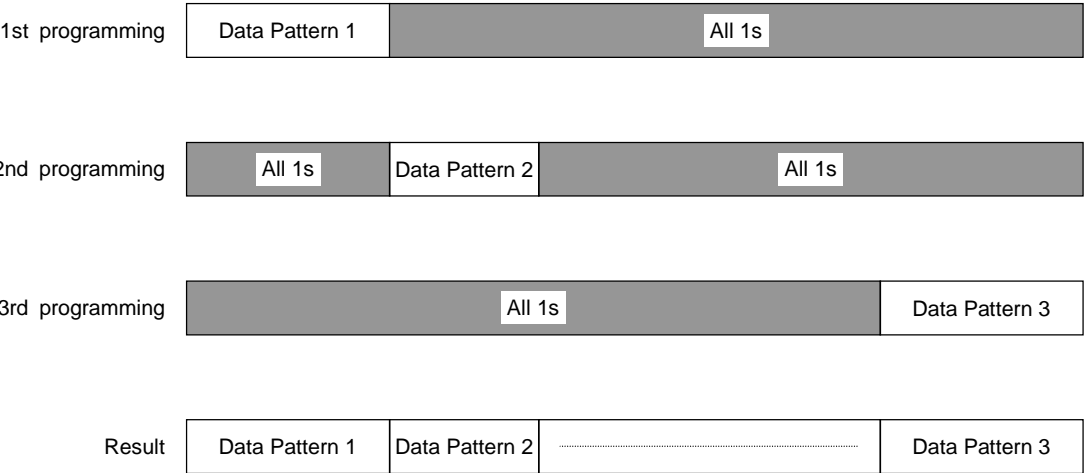 1st programming Data Pattern 1 All 1s
2nd programming All 1s Data Pattern 2 All 1s
3rd programming All 1s Data Pattern 3
Result Data Pattern 1 Data Pattern 2 Data Pattern 3